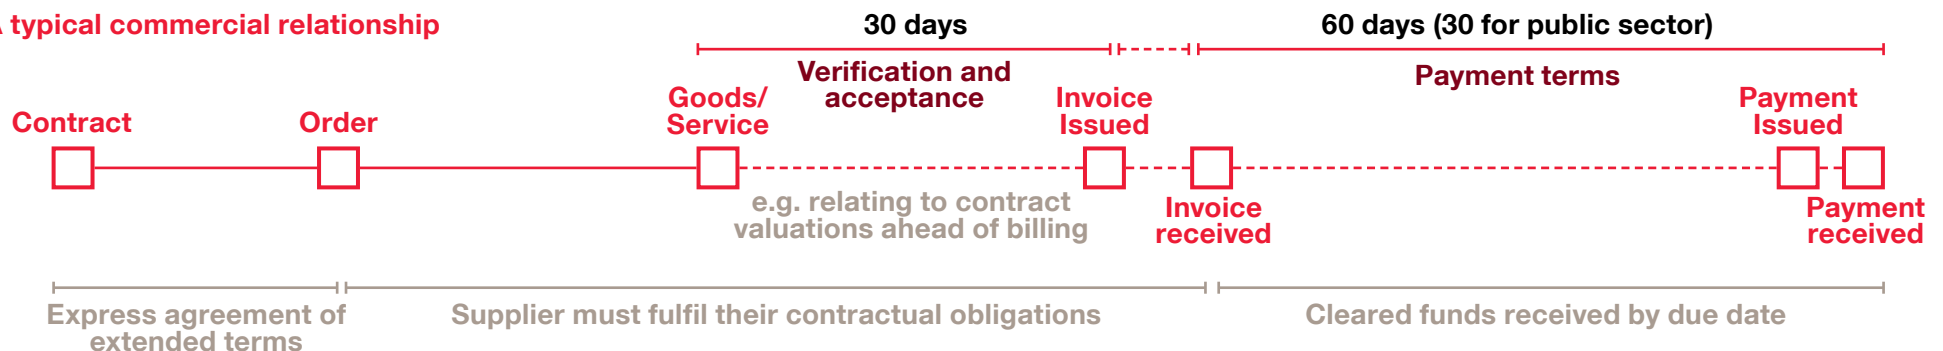 typical commercial relationship
30 days
60 days (30 for public sector)
Verification and
acceptance
Payment terms
Contract
Order
Goods/
Service
Invoice
Issued
Payment
Issued
e.g. relating to contract
valuations ahead of billing
Invoice
received
Payment
received
Express agreement of
extended terms
Supplier must fulfil their contractual obligations
Cleared funds received by due date